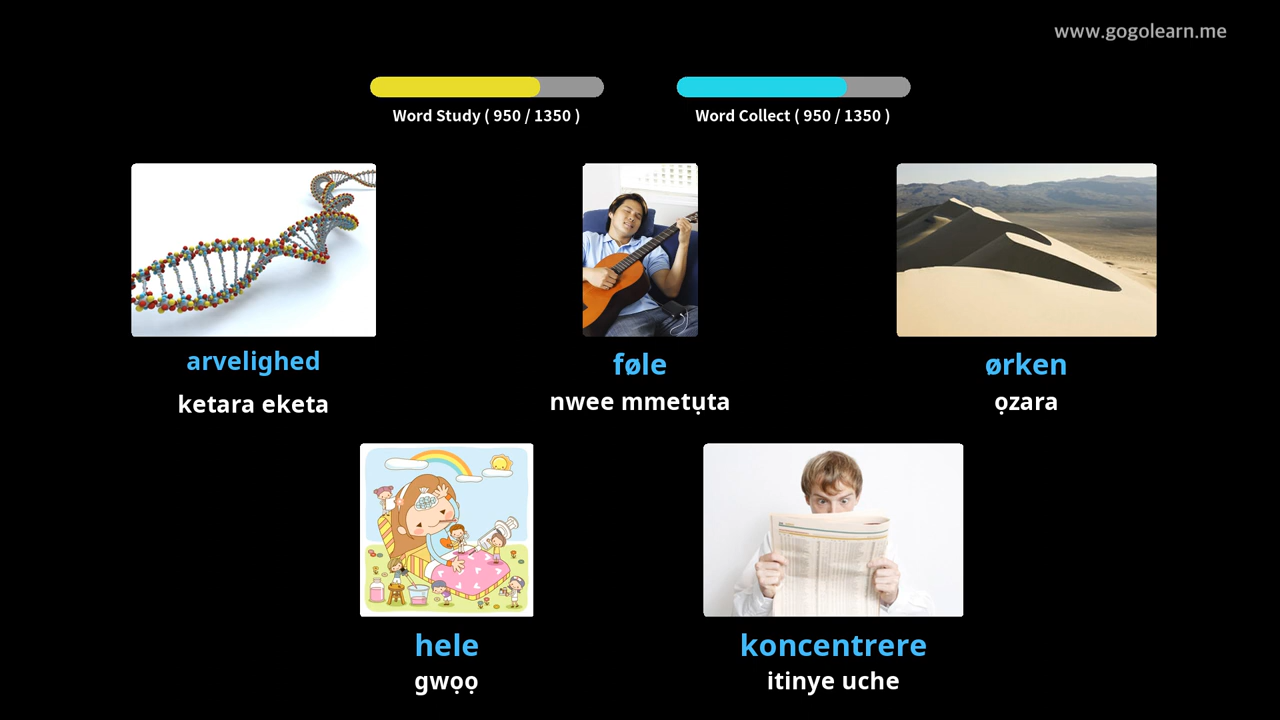 www.gogolearn.me
Word Study ( 950 / 1350 )
Word Collect ( 950 / 1350 )
arvelighed
ketara eketa
føle
nwee mmetụta
ørken
ọzara
hele
gwọọ
koncentrere
itinye uche